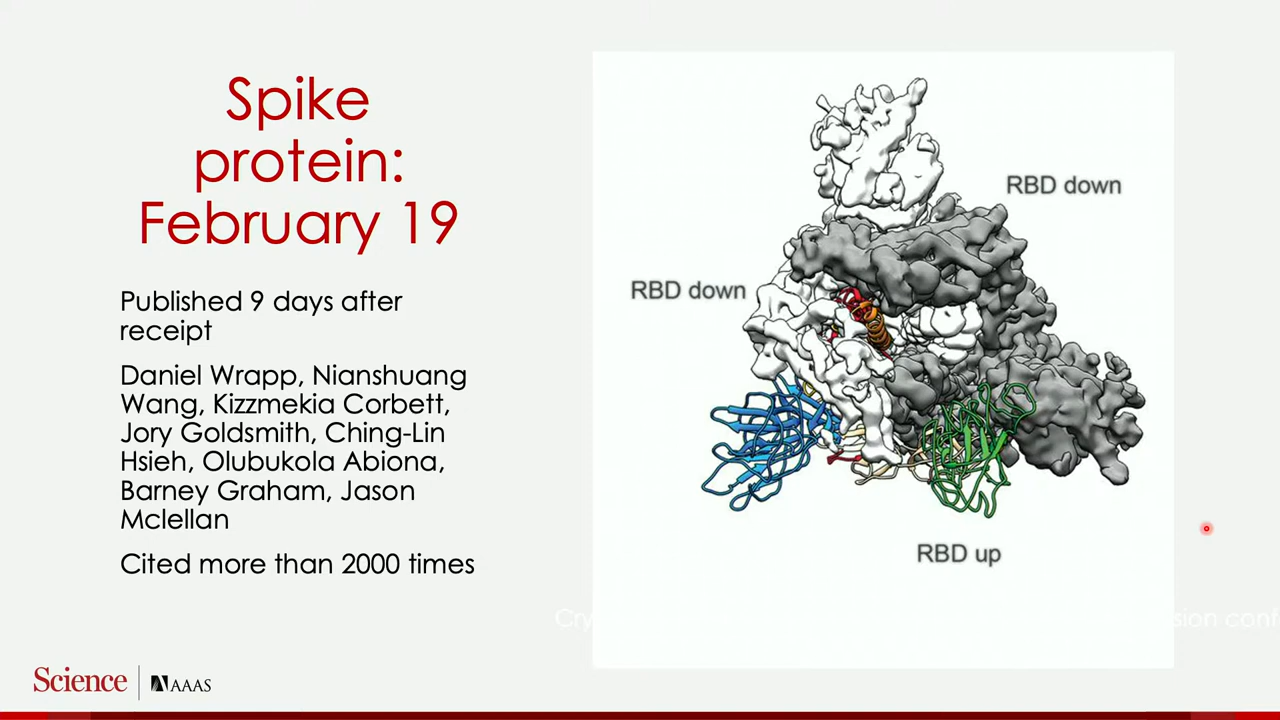 Spike
protein:
February 19
Published 9 days after
receipt
Daniel Wrapp, Nianshuang
Wang, Kizzmekia Corbett,
Jory Goldsmith, Ching-Lin
Hsieh, Olubukola Abiona,
Barney Graham, Jason
Mclellan
Cited more than 2000 times
RBD down
RBD down
RBD up
Science | AAAS